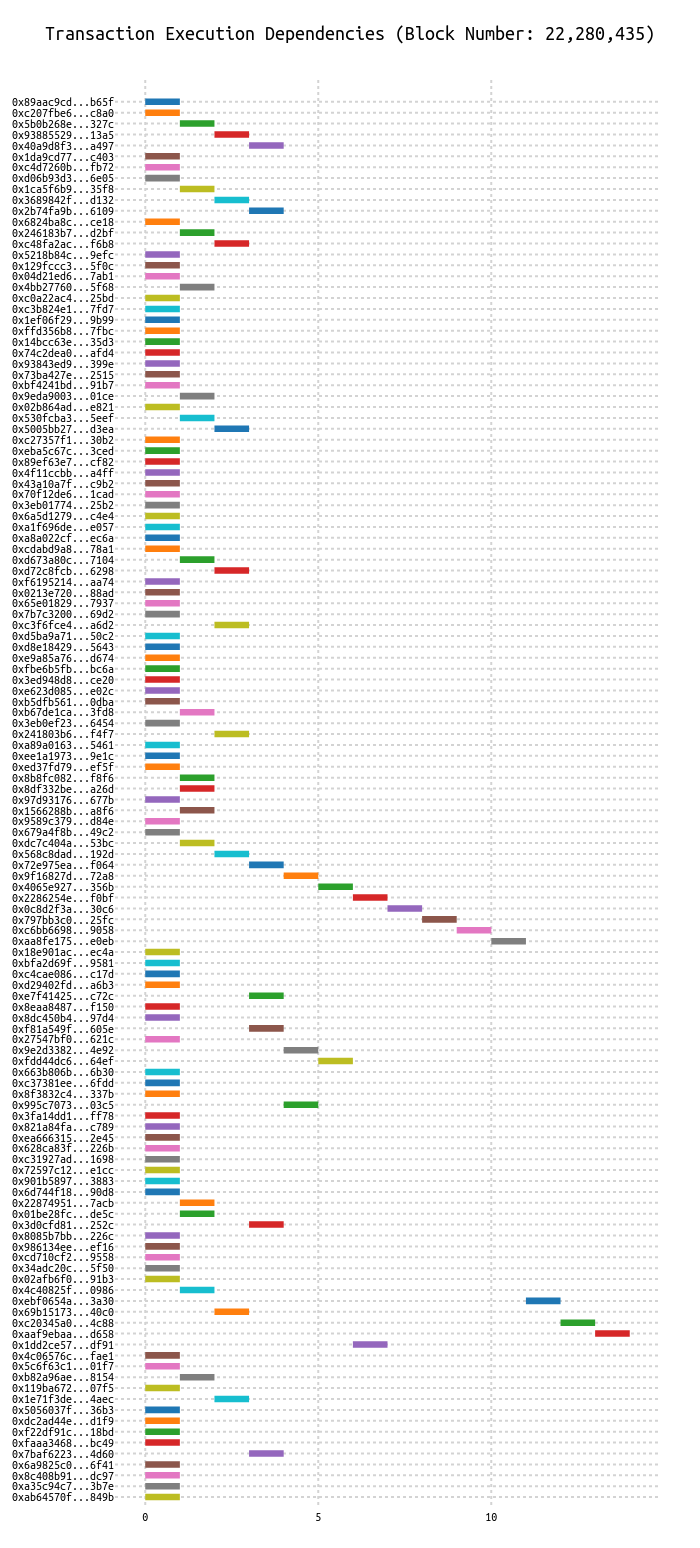 Transaction Execution Dependencies (Block Number: 22,280,435)
0x89aac9cd...b65f
0xc207fbe6...c8a0
0x5b0b268e...327c
0x93885529...13a5
0x40a9d8f3...a497
0x1da9cd77...c403
0xc4d7260b...fb72
0xd06b93d3...6e05
0x1ca5f6b9...35f8
0x3689842f...d132
0x2b74fa9b...6109
0x6824ba8c...ce18
0x246183b7...d2bf
0xc48fa2ac...f6b8
0x5218b84c...9efc
0x129fccc3...5f0c
0x04d21ed6...7ab1
0x4bb27760...5f68
0xc0a22ac4...25bd
0xc3b824e1...7fd7
0x1ef06f29...9b99
0xffd356b8...7fbc
0x14bcc63e...35d3
0x74c2dea0...afd4
0x93843ed9...399e
0x73ba427e...2515
0xbf4241bd...91b7
0x9eda9003...01ce
0x02b864ad...e821
0x530fcba3...5eef
0x5005bb27...d3ea
0xc27357f1...30b2
0xeba5c67c...3ced
0x89ef63e7...cf82
0x4f11ccbb...a4ff
0x43a10a7f...c9b2
0x70f12de6...1cad
0x3eb01774...25b2
0x6a5d1279...c4e4
0xa1f696de...e057
0xa8a022cf...ec6a
0xcdabd9a8...78a1
0xd673a80c...7104
0xd72c8fcb...6298
0xf6195214...aa74
0x0213e720...88ad
0x65e01829...7937
0x7b7c3200...69d2
0xc3f6fce4...a6d2
0xd5ba9a71...50c2
0xd8e18429...5643
0xe9a85a76...d674
0xfbe6b5fb...bc6a
0x3ed948d8...ce20
0xe623d085...e02c
0xb5dfb561...0dba
0xb67de1ca...3fd8
0x3eb0ef23...6454
0x241803b6...f4f7
0xa89a0163...5461
0xee1a1973...9e1c
0xed37fd79...ef5f
0x8b8fc082...f8f6
0x8df332be...a26d
0x97d93176...677b
0x1566288b...a8f6
0x9589c379...d84e
0x679a4f8b...49c2
0xdc7c404a...53bc
0x568c8dad...192d
0x72e975ea...f064
0x9f16827d...72a8
0x4065e927...356b
0x2286254e...f0bf
0x0c8d2f3a...30c6
0x797bb3c0...25fc
0xc6bb6698...9058
0xaa8fe175...e0eb
0x18e901ac...ec4a
0xbfa2d69f...9581
0xc4cae086...c17d
0xd29402fd...a6b3
0xe7f41425...c72c
0x8eaa8487...f150
0x8dc450b4...97d4
0xf81a549f...605e
0x27547bf0...621c
0x9e2d3382...4e92
0xfdd44dc6...64ef
0x663b806b...6b30
0xc37381ee...6fdd
0x8f3832c4...337b
0x995c7073...03c5
0x3fa14dd1...ff78
0x821a84fa...c789
0xea666315...2e45
0x628ca83f...226b
0xc31927ad...1698
0x72597c12...e1cc
0x901b5897...3883
0x6d744f18...90d8
0x22874951...7acb
0x01be28fc...de5c
0x3d0cfd81...252c
0x8085b7bb...226c
0x986134ee...ef16
0xcd710cf2...9558
0x34adc20c...5f50
0x02afb6f0...91b3
0x4c40825f...0986
0xebf0654a...3a30
0x69b15173...40c0
0xc20345a0...4c88
0xaaf9ebaa...d658
0x1dd2ce57...df91
0x4c06576c...fae1
0x5c6f63c1...01f7
0xb82a96ae...8154
0x119ba672...07f5
0x1e71f3de...4aec
0x5056037f...36b3
0xdc2ad44e...d1f9
0xf22df91c...18bd
0xfaaa3468...bc49
0x7baf6223...4d60
0x6a9825c0...6f41
0x8c408b91...dc97
0xa35c94c7...3b7e
0xab64570f...849b
0 5 10